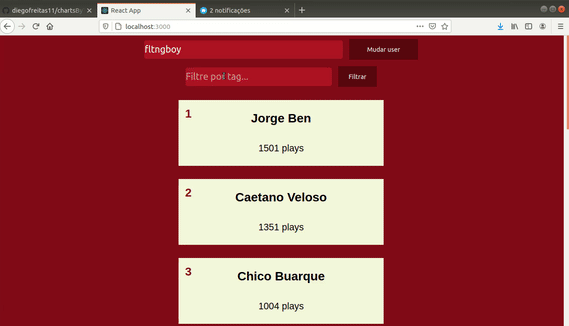 diegofreitas11/chartsBy
React App
2 notificações
localhost:3000
fltngboy
Mudar user
Filtre por tag...
Filtrar
1
Jorge Ben
1501 plays
2
Caetano Veloso
1351 plays
3
Chico Buarque
1004 plays